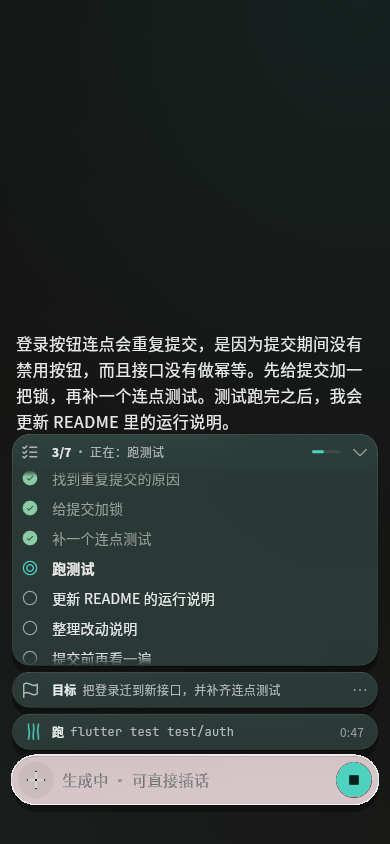 登录按钮连点会重复提交，是因为提交期间没有
禁用按钮，而且接口没有做幂等。先给提交加一
把锁，再补一个连点测试。测试跑完之后，我会
更新 README 里的运行说明。
3/7 · 正在：跑测试
找到重复提交的原因
给提交加锁
补一个连点测试
跑测试
更新 README 的运行说明
整理改动说明
提交前再看一遍
目标 把登录迁到新接口，并补齐连点测试 ···
跑 flutter test test/auth 0:47
生成中 · 可直接插话